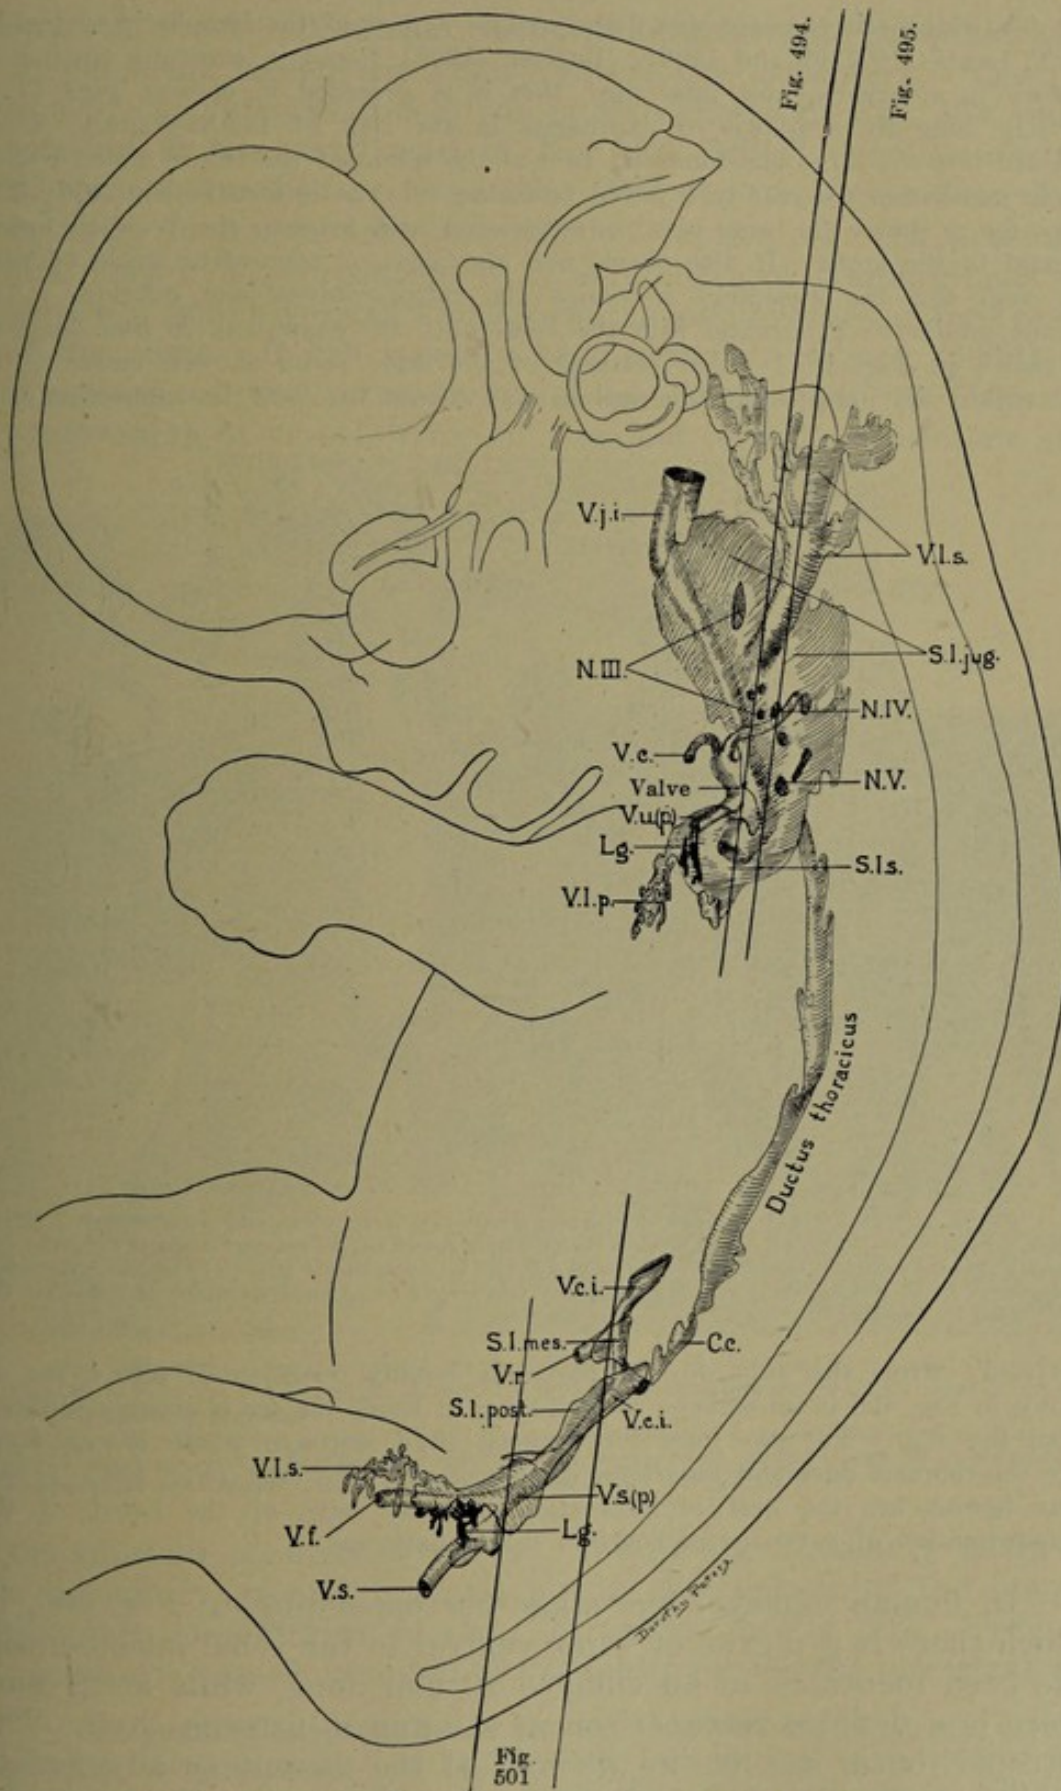 Fig. 494.
Fig. 495.
V.j.i
V.l.s.
S.l.jug.
N.III.
N.IV.
V.c.
Valve
N.V.
V.u(p)
Lg.
S.l.s.
V.l.p.
Ductus thoracicus
V.c.i.
S.l.mes.
C.c.
V.r
S.l.post.
V.c.i.
V.l.s.
V.s.(p)
V.f.
Lg.
V.s.
Fig.
501